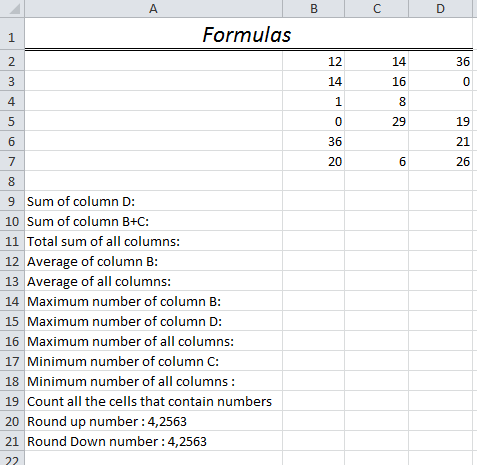 A B C D
1 Formulas
2 12 14 36
3 14 16 0
4 1 8
5 0 29 19
6 36 21
7 20 6 26
8
9 Sum of column D:
10 Sum of column B+C:
11 Total sum of all columns:
12 Average of column B:
13 Average of all columns:
14 Maximum number of column B:
15 Maximum number of column D:
16 Maximum number of all columns:
17 Minimum number of column C:
18 Minimum number of all columns :
19 Count all the cells that contain numbers
20 Round up number : 4,2563
21 Round Down number : 4,2563
22